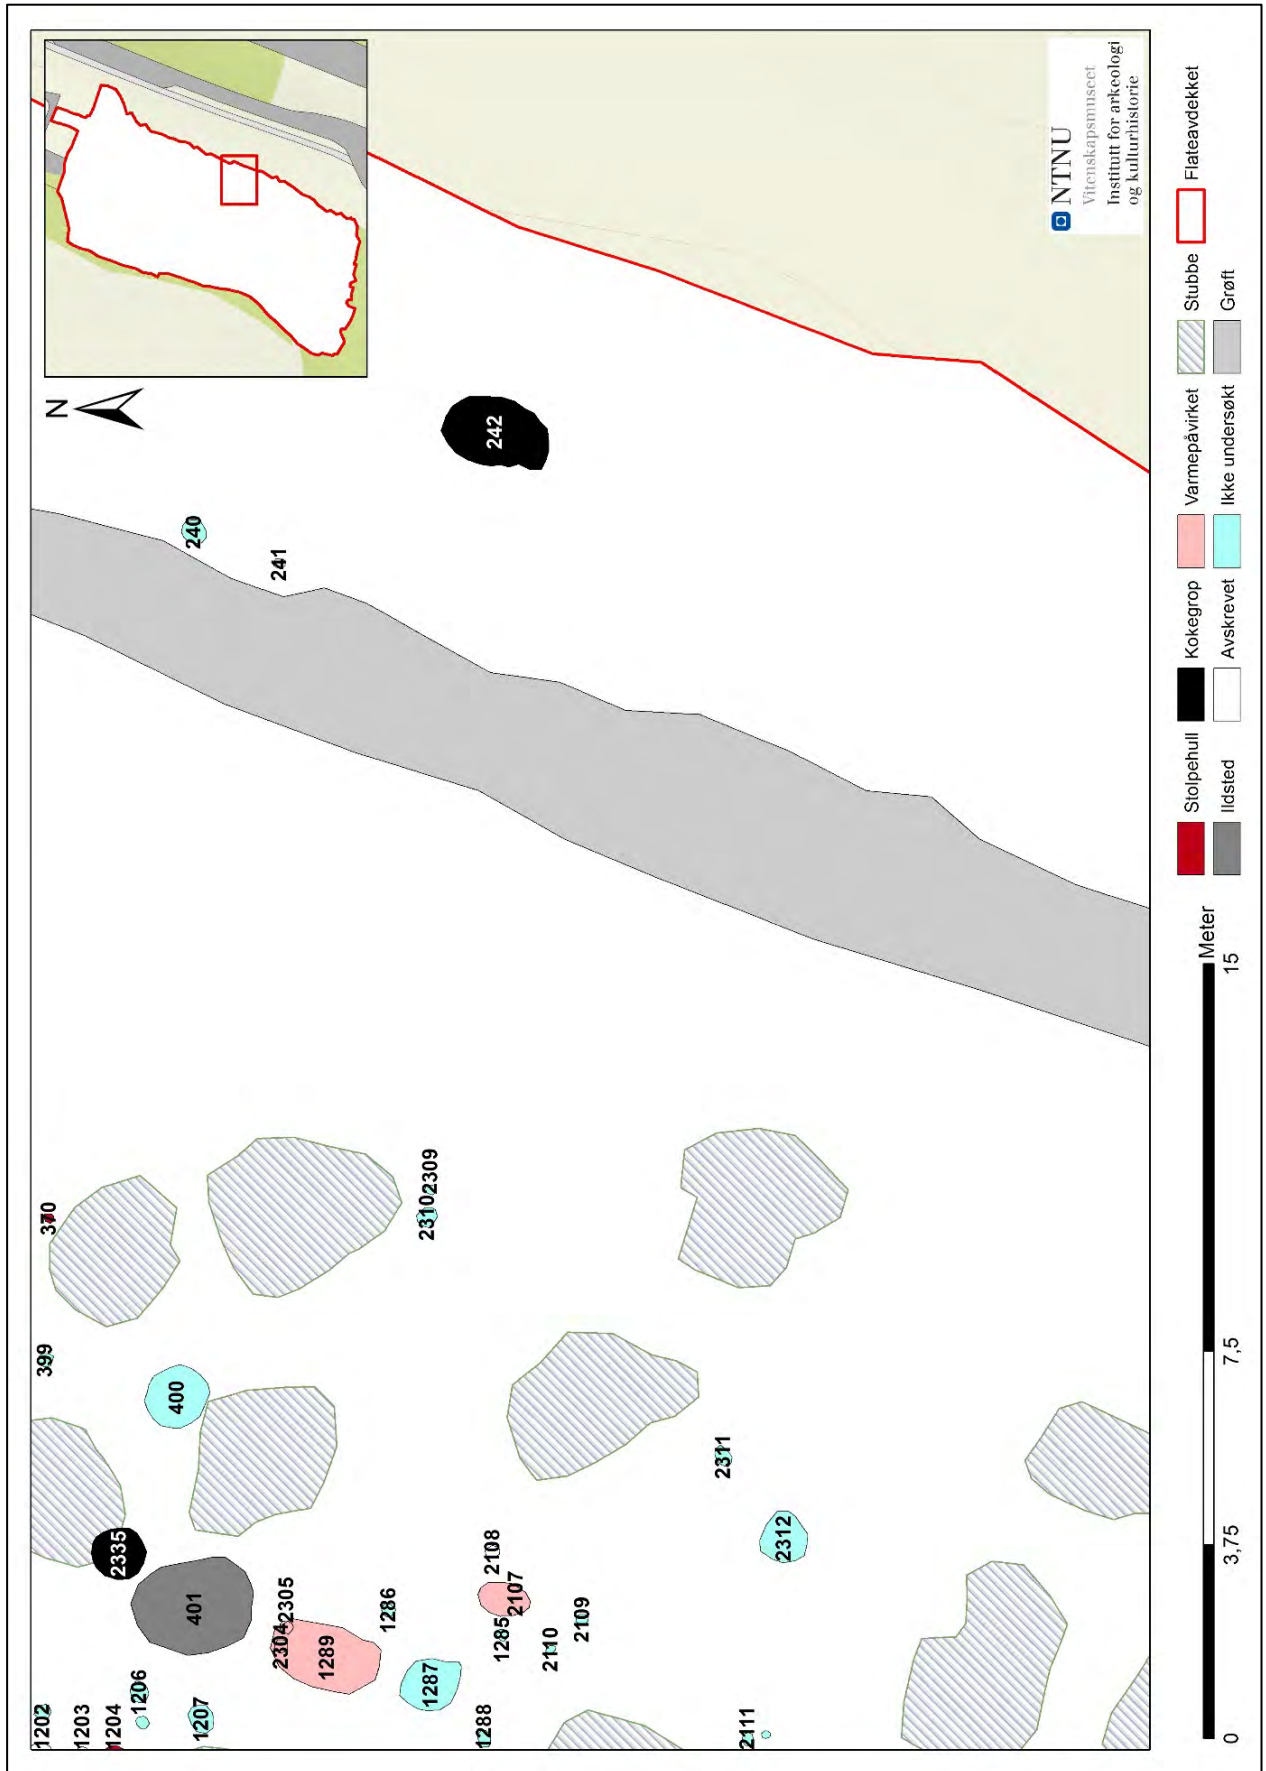 N
NTNU
Vitenskapsmuseet
Institutt for arkeologi
og kulturhistorie
370
399
400
2335
401
2304
2305
1289
1286
1206
1202
1203
1204
1207
1287
1288
2108
2107
1285
2110
2109
2310
2309
2311
2312
2111
240
241
242
0
3,75
7,5
15
Meter
Stolpehull
Kokegrop
Varmepåvirket
Stubbe
Flateavdekket
Ildsted
Avskrevet
Ikke undersøkt
Grøft